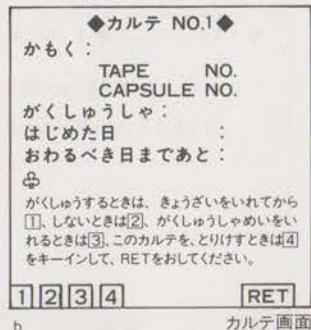 ◆カルテ NO.1◆
かもく：
TAPE NO.
CAPSULE NO.
がくしゅうしゃ：
はじめた日 ：
おわるべき日まであと：
♧
がくしゅうするときは、きょうざいをいれてから
1、しないときは2、がくしゅうしゃめいをい
れるときは3、このカルテを、とりけすときは4
をキーインして、RETをおしてください。
1 2 3 4 RET
b カルテ画面